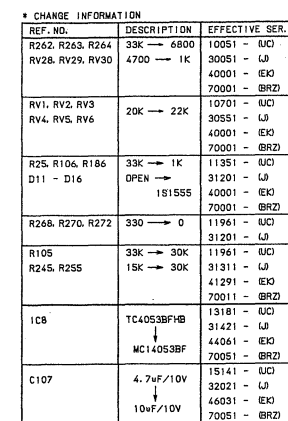 * CHANGE INFORMATION
REF. NO. DESCRIPTION EFFECTIVE SER.
R262, R263, R264 33K → 6800 10051 - (UC)
RV28, RV29, RV30 4700 → 1K 30051 - (J)
40001 - (EK)
70001 - (BRZ)
RV1, RV2, RV3 20K → 22K 10701 - (UC)
RV4, RV5, RV6 30551 - (J)
40001 - (EK)
70001 - (BRZ)
R25, R106, R186 33K → 1K 11351 - (UC)
D11 - D16 OPEN → 31201 - (J)
1S1555 40001 - (EK)
70001 - (BRZ)
R268, R270, R272 330 → 0 11961 - (UC)
31201 - (J)
R105 33K → 30K 11961 - (UC)
R245, R255 15K → 30K 31311 - (J)
41291 - (EK)
70011 - (BRZ)
IC8 TC4053BFHB 13181 - (UC)
↓ 31421 - (J)
MC14053BF 44061 - (EK)
70051 - (BRZ)
C107 4.7uF/10V 15141 - (UC)
↓ 32021 - (J)
10uF/10V 46031 - (EK)
70051 - (BRZ)